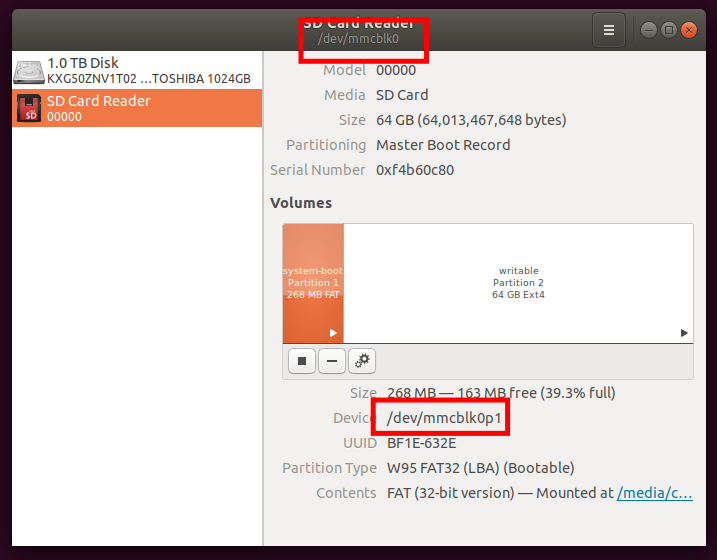 SD Card Reader
/dev/mmcblk0
1.0 TB Disk
KXG50ZNV1T02 …TOSHIBA 1024GB
SD Card Reader
00000
SD
Model 00000
Media SD Card
Size 64 GB (64,013,467,648 bytes)
Partitioning Master Boot Record
Serial Number 0xf4b60c80
Volumes
system-boot
Partition 1
268 MB FAT
writable
Partition 2
64 GB Ext4
Size 268 MB — 163 MB free (39.3% full)
Device /dev/mmcblk0p1
UUID BF1E-632E
Partition Type W95 FAT32 (LBA) (Bootable)
Contents FAT (32-bit version) — Mounted at /media/c…